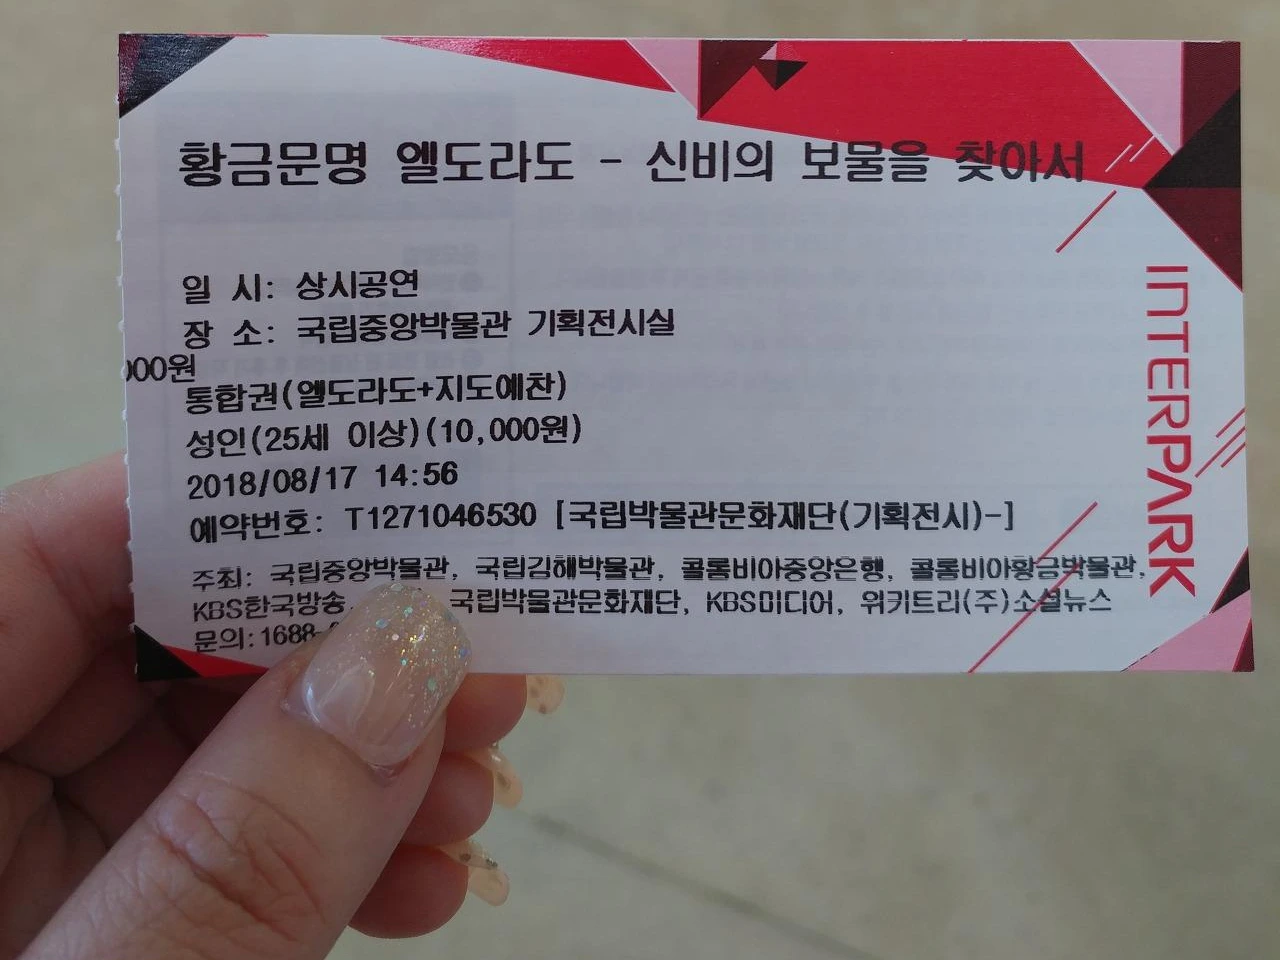 황금문명 엘도라도 - 신비의 보물을 찾아서
일 시: 상시공연
장 소: 국립중앙박물관 기획전시실
000원
통합권(엘도라도+지도예찬)
성인(25세 이상)(10,000원)
2018/08/17 14:56
예약번호: T1271046530 [국립박물관문화재단(기획전시)-]
주최: 국립중앙박물관, 국립김해박물관, 콜롬비아중앙은행, 콜롬비아황금박물관,
KBS한국방송, 국립박물관문화재단, KBS미디어, 위키트리(주)소셜뉴스
문의:1688-
INTERPARK